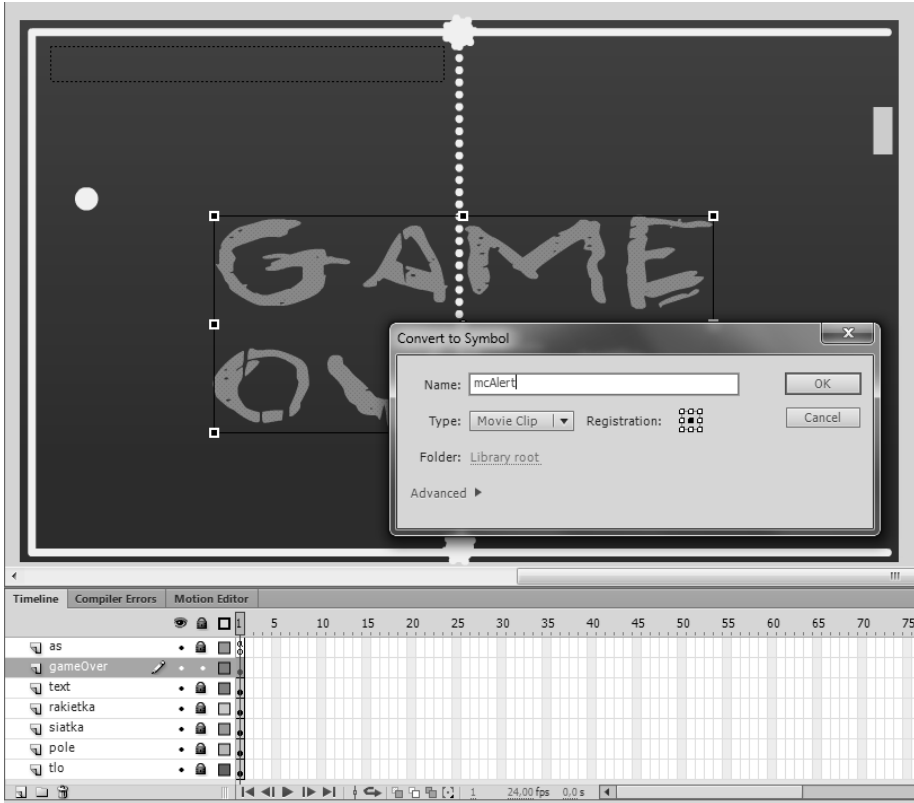 GAME
OV
Convert to Symbol
x
Name: mcAlert OK
Type: Movie Clip Registration: Cancel
Folder: Library root
Advanced
Timeline Compiler Errors Motion Editor
1 5 10 15 20 25 30 35 40 45 50 55 60 65 70 75
as
gameOver
text
rakietka
siatka
pole
tlo
1 24,00 fps 0,0 s